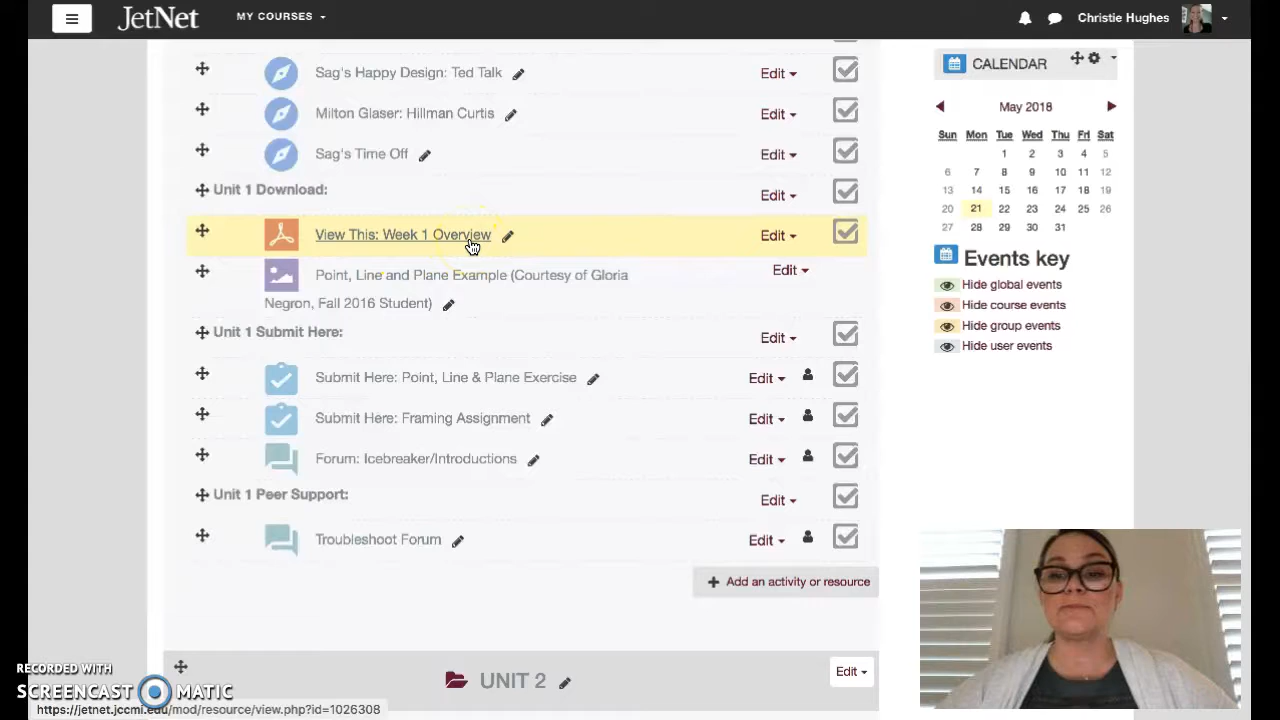 JetNet MY COURSES Christie Hughes
Sag's Happy Design: Ted Talk Edit
Milton Glaser: Hillman Curtis Edit
Sag's Time Off Edit
Unit 1 Download: Edit
View This: Week 1 Overview Edit
Point, Line and Plane Example (Courtesy of Gloria Edit
Negron, Fall 2016 Student)
Unit 1 Submit Here: Edit
Submit Here: Point, Line & Plane Exercise Edit
Submit Here: Framing Assignment Edit
Forum: Icebreaker/Introductions Edit
Unit 1 Peer Support: Edit
Troubleshoot Forum Edit
Add an activity or resource
UNIT 2 Edit
CALENDAR
May 2018
Sun Mon Tue Wed Thu Fri Sat
1 2 3 4 5
6 7 8 9 10 11 12
13 14 15 16 17 18 19
20 21 22 23 24 25 26
27 28 29 30 31
Events key
Hide global events
Hide course events
Hide group events
Hide user events
RECORDED WITH
SCREENCAST MATIC
https://jetnet.jccmi.edu/mod/resource/view.php?id=1026308